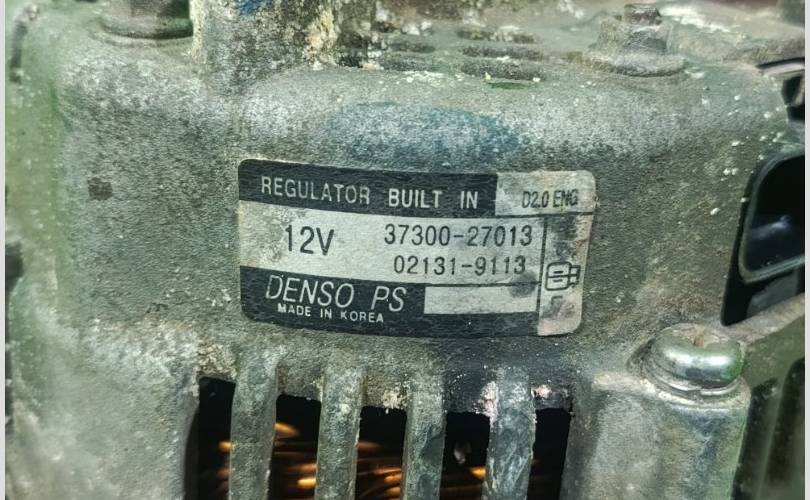 REGULATOR BUILT IN D2.0 ENG
12V 37300-27013
02131-9113
DENSO PS
MADE IN KOREA